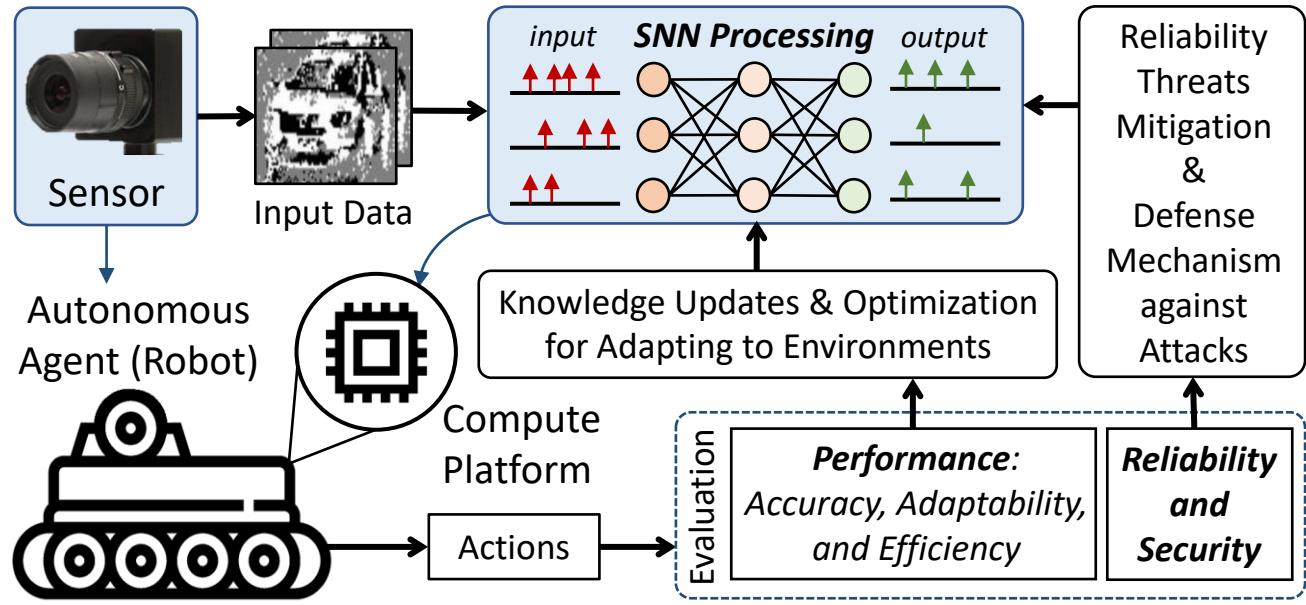 Sensor
Input Data
input
SNN Processing
output
Reliability
Threats
Mitigation
&
Defense
Mechanism
against
Attacks
Knowledge Updates & Optimization
for Adapting to Environments
Autonomous
Agent (Robot)
Compute
Platform
Actions
Evaluation
Performance:
Accuracy, Adaptability,
and Efficiency
Reliability
and
Security